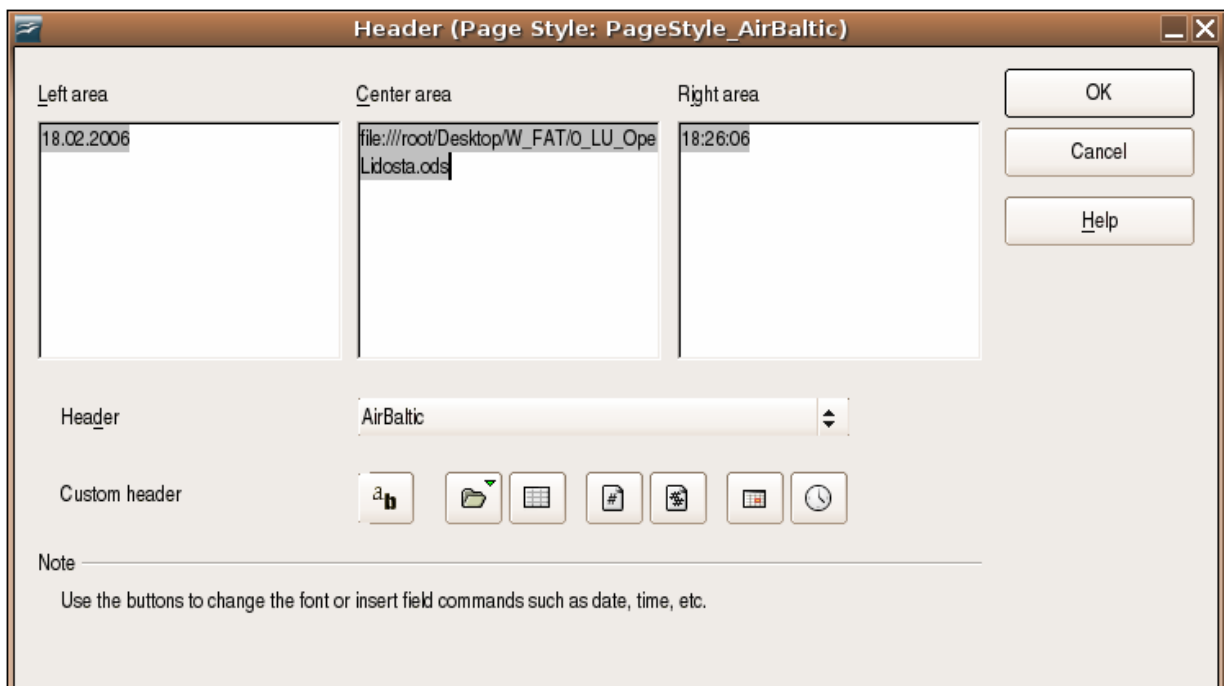 Header (Page Style: PageStyle_AirBaltic)
Left area
Center area
Right area
OK
18.02.2006
file:///root/Desktop/W_FAT/0_LU_Ope
Lidosta.ods
18:26:06
Cancel
Help
Header
AirBaltic
Custom header
ab
#
Note
Use the buttons to change the font or insert field commands such as date, time, etc.